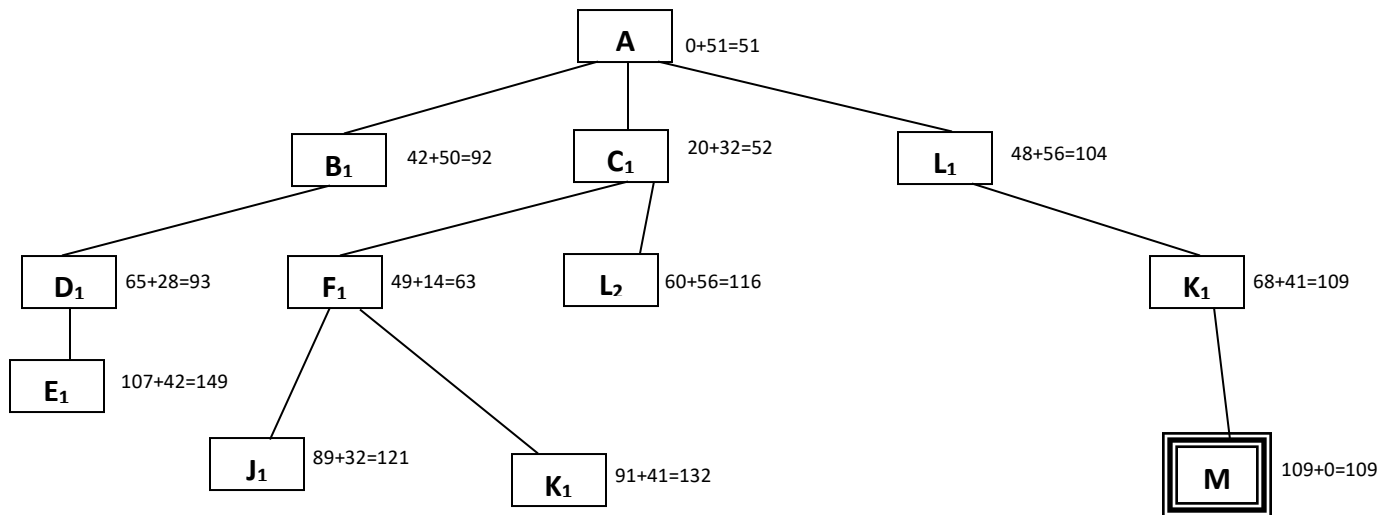 A 0+51=51
B₁ 42+50=92 C₁ 20+32=52 L₁ 48+56=104
D₁ 65+28=93 F₁ 49+14=63 L₂ 60+56=116 K₁ 68+41=109
E₁ 107+42=149
J₁ 89+32=121 K₁ 91+41=132 M 109+0=109